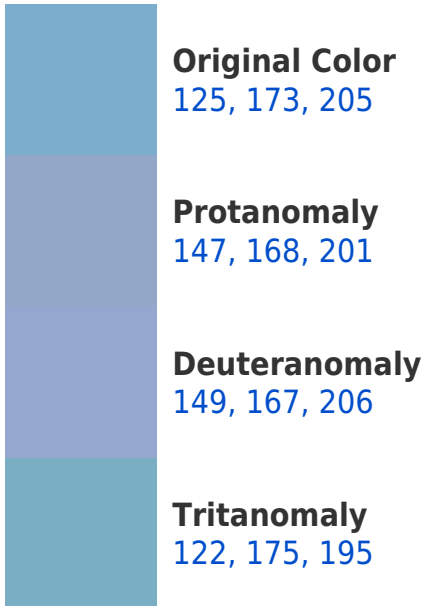 Original Color
125, 173, 205
Protanomaly
147, 168, 201
Deuteranomaly
149, 167, 206
Tritanomaly
122, 175, 195